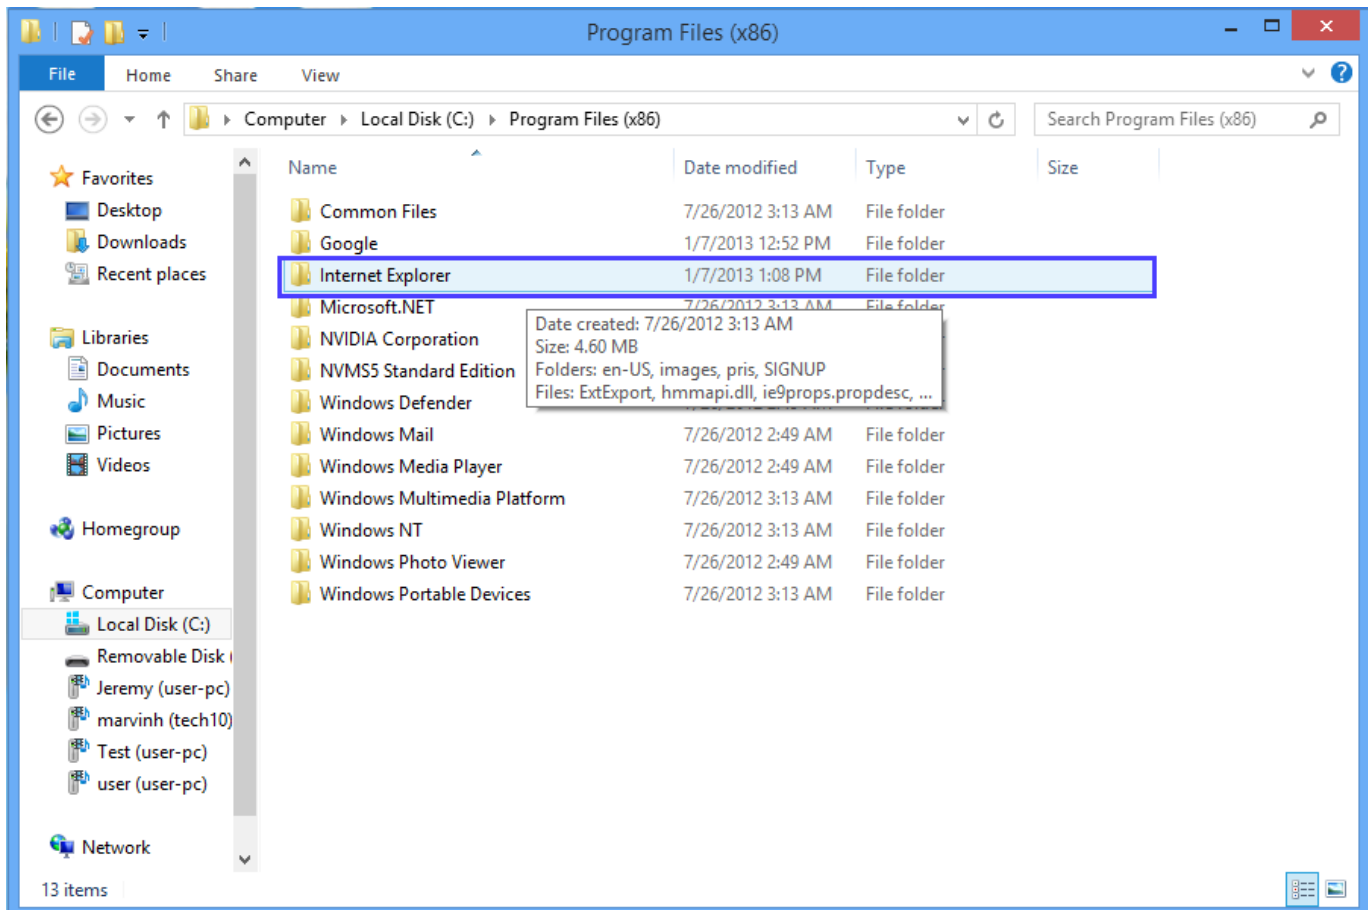 Program Files (x86)
File Home Share View
Computer Local Disk (C:) Program Files (x86) Search Program Files (x86)
Name Date modified Type Size
Favorites
Desktop
Downloads
Recent places
Libraries
Documents
Music
Pictures
Videos
Homegroup
Computer
Local Disk (C:)
Removable Disk (
Jeremy (user-pc)
marvinh (tech10)
Test (user-pc)
user (user-pc)
Network
Common Files 7/26/2012 3:13 AM File folder
Google 1/7/2013 12:52 PM File folder
Internet Explorer 1/7/2013 1:08 PM File folder
Microsoft.NET 7/26/2012 3:13 AM File folder
NVIDIA Corporation
NVMS5 Standard Edition
Windows Defender
Date created: 7/26/2012 3:13 AM
Size: 4.60 MB
Folders: en-US, images, pris, SIGNUP
Files: ExtExport, hmmapi.dll, ie9props.propdesc, ...
Windows Mail 7/26/2012 2:49 AM File folder
Windows Media Player 7/26/2012 2:49 AM File folder
Windows Multimedia Platform 7/26/2012 3:13 AM File folder
Windows NT 7/26/2012 3:13 AM File folder
Windows Photo Viewer 7/26/2012 2:49 AM File folder
Windows Portable Devices 7/26/2012 3:13 AM File folder
13 items